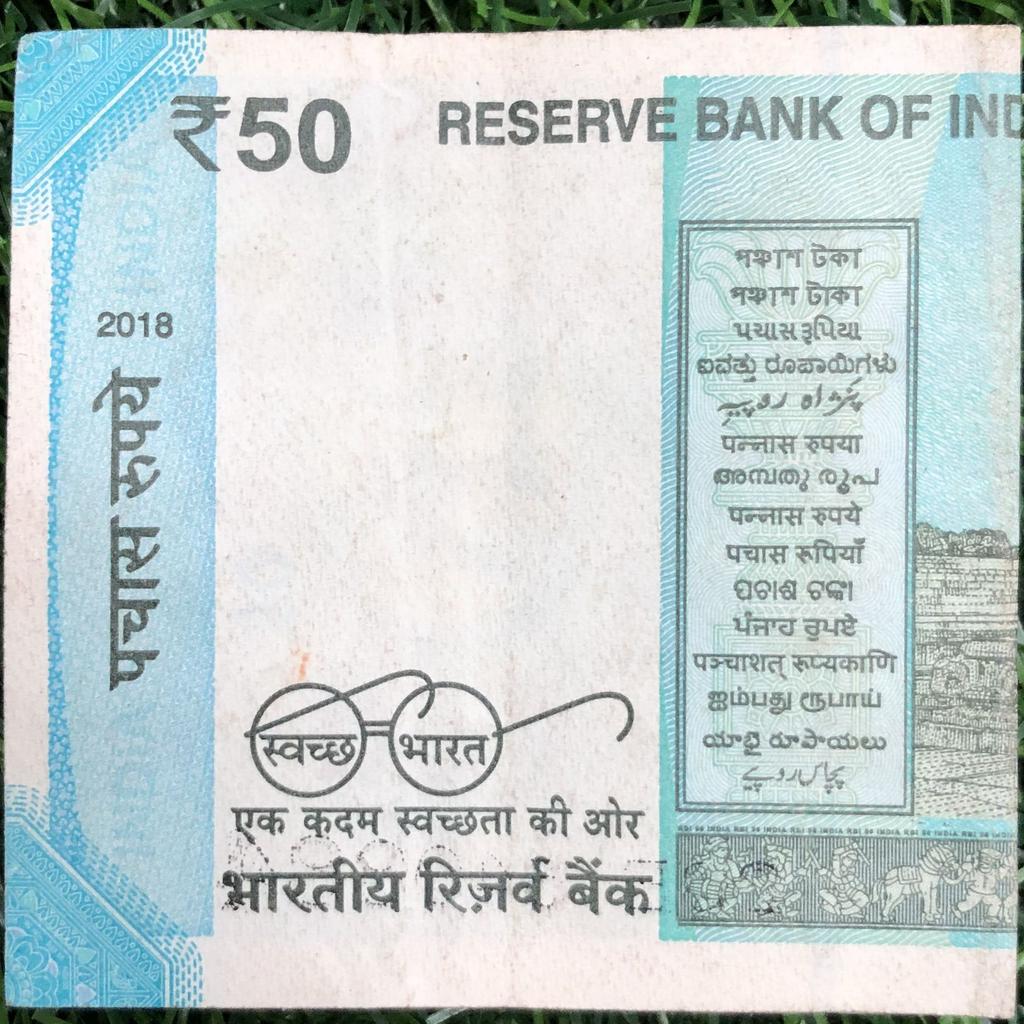 ₹50
RESERVE BANK OF IND
2018
पचास रुपये
পঞ্চাশ টকা
পঞ্চাশ টাকা
પચાસ રૂપિયા
ಐವತ್ತು ರೂಪಾಯಿಗಳು
پَنٛژاہ روپیہِ
पन्नास रुपया
അമ്പതു രൂപ
पन्नास रुपये
पचास रूपियाँ
ପଚାଶ ଟଙ୍କା
ਪੰਜਾਹ ਰੁਪਏ
पञ्चाशत् रूप्यकाणि
ஐம்பது ரூபாய்
యాభై రూపాయలు
پچاس روپے
स्वच्छ भारत
एक कदम स्वच्छता की ओर
भारतीय रिज़र्व बैंक